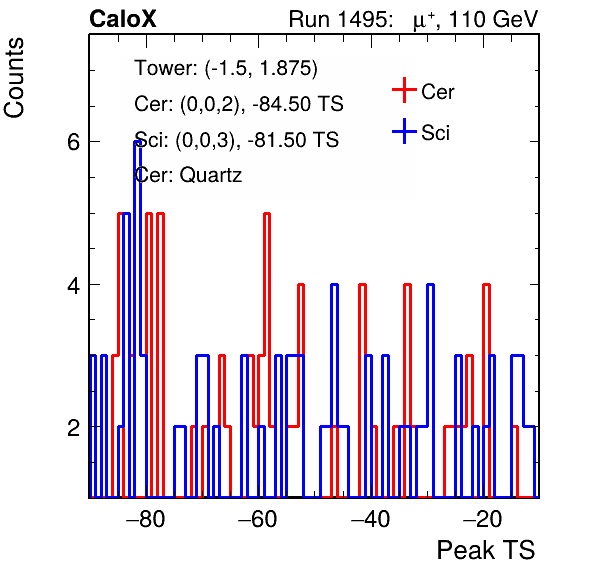 CaloX Run 1495: μ⁺, 110 GeV
Counts
Tower: (-1.5, 1.875)
Cer: (0,0,2), -84.50 TS
Sci: (0,0,3), -81.50 TS
Cer: Quartz
Cer
Sci
6
4
2
−80 −60 −40 −20
Peak TS